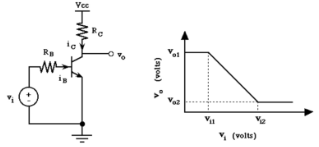 Vcc
RC
iC
vo
RB
iB
vi
+
-
vo1
vo (volts)
vo2
vi1 vi2
vi (volts)